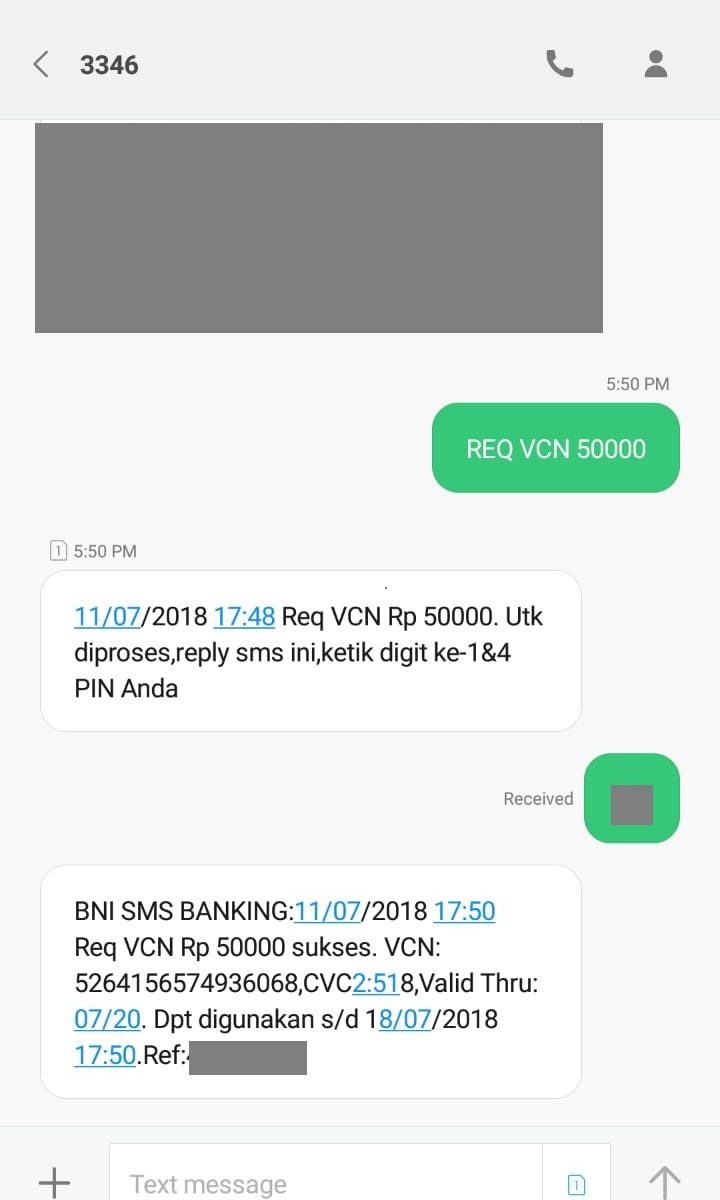 3346
5:50 PM
REQ VCN 50000
1 5:50 PM
11/07/2018 17:48 Req VCN Rp 50000. Utk
diproses,reply sms ini,ketik digit ke-1&4
PIN Anda
Received
BNI SMS BANKING:11/07/2018 17:50
Req VCN Rp 50000 sukses. VCN:
5264156574936068,CVC2:518,Valid Thru:
07/20. Dpt digunakan s/d 18/07/2018
17:50.Ref:
Text message
1